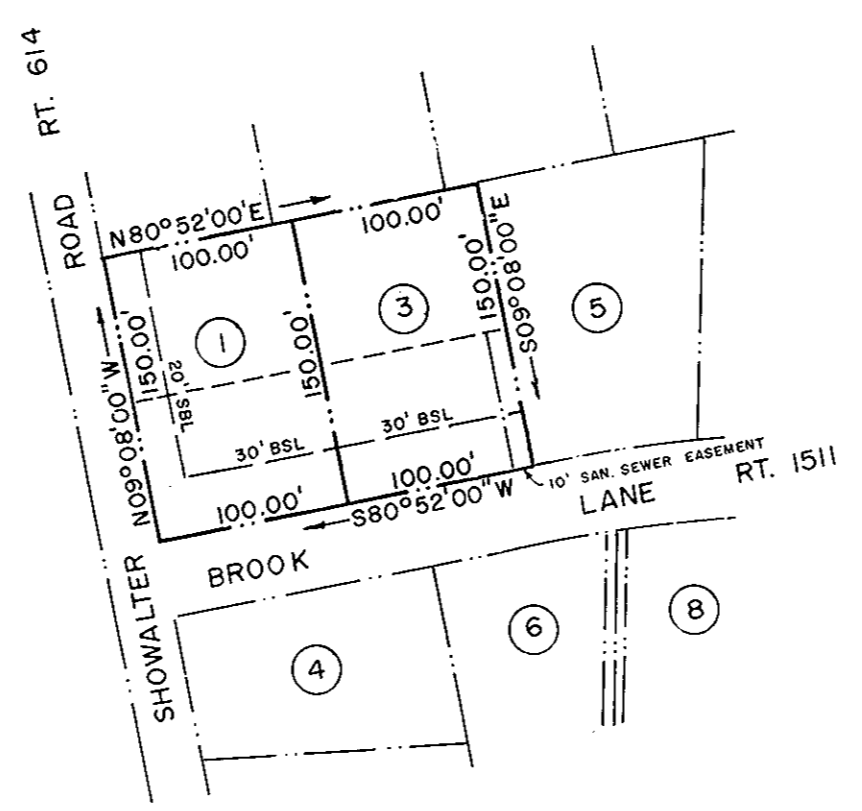 RT. 614
ROAD
N80°52'00"E
100.00'
100.00'
S09°08'00"E
150.00'
1
3
5
150.00'
N09°08'00"W
20' SBL
150.00'
30' BSL
30' BSL
100.00'
100.00'
S80°52'00"W
10' SAN. SEWER EASEMENT
RT. 1511
LANE
BROOK
SHOWALTER
4
6
8